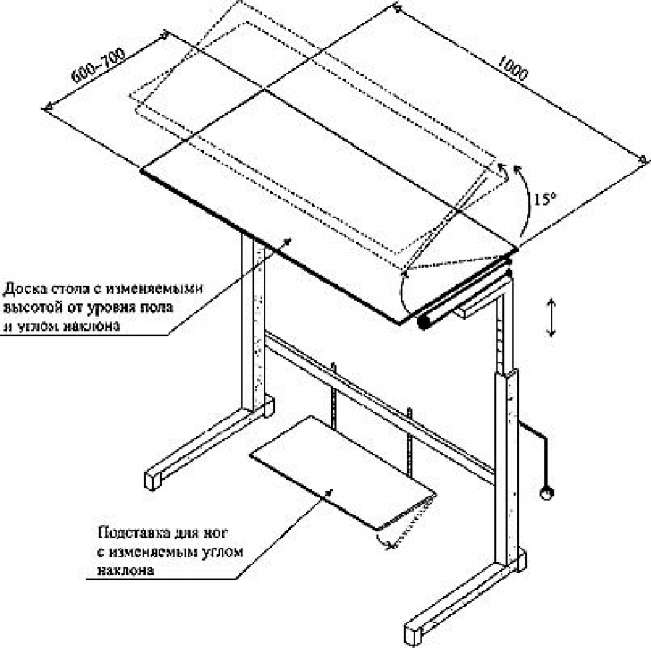 600-700
1000
15°
Доска стола с изменяемыми
высотой от уровня пола
и углом наклона
Подставка для ног
с изменяемым углом
наклона